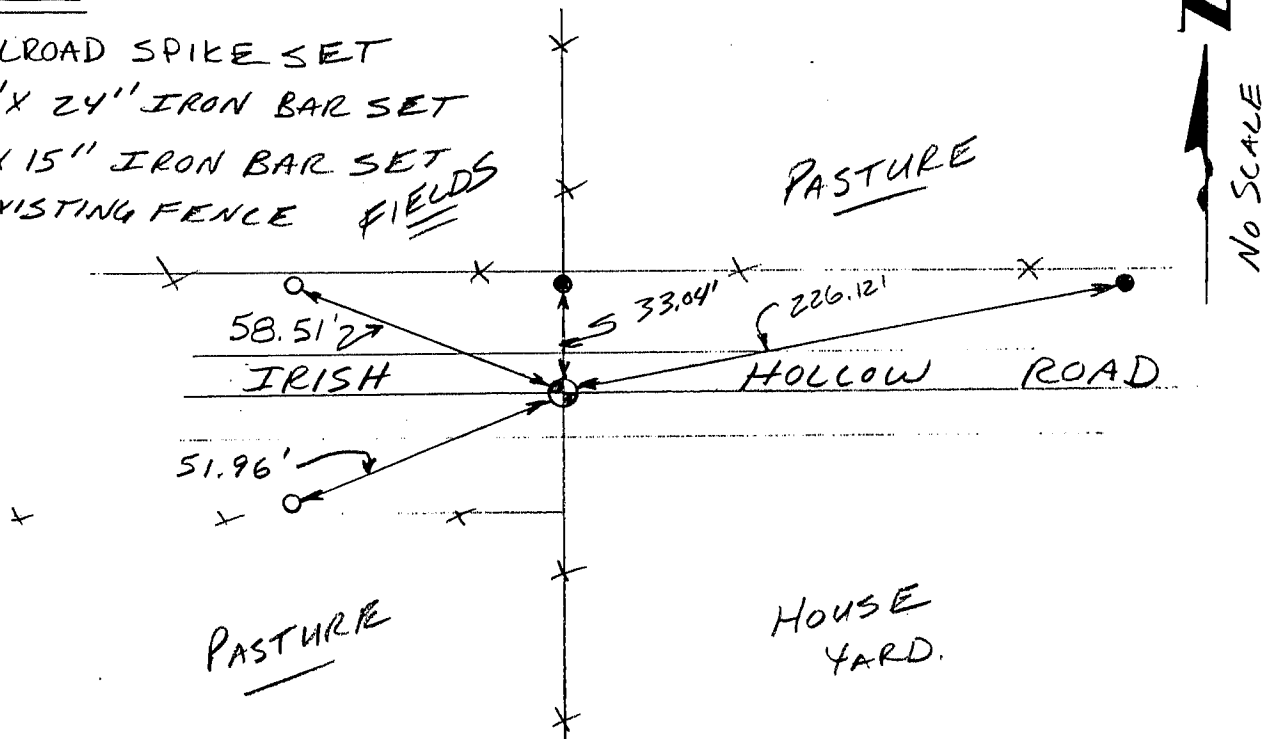 LROAD SPIKE SET
"X 24" IRON BAR SET
X 15" IRON BAR SET
XISTING FENCE
FIELDS
PASTURE
No SCALE
33.04'
226.12'
58.51'
IRISH HOLLOW ROAD
51.96'
PASTURE
HOUSE
YARD.